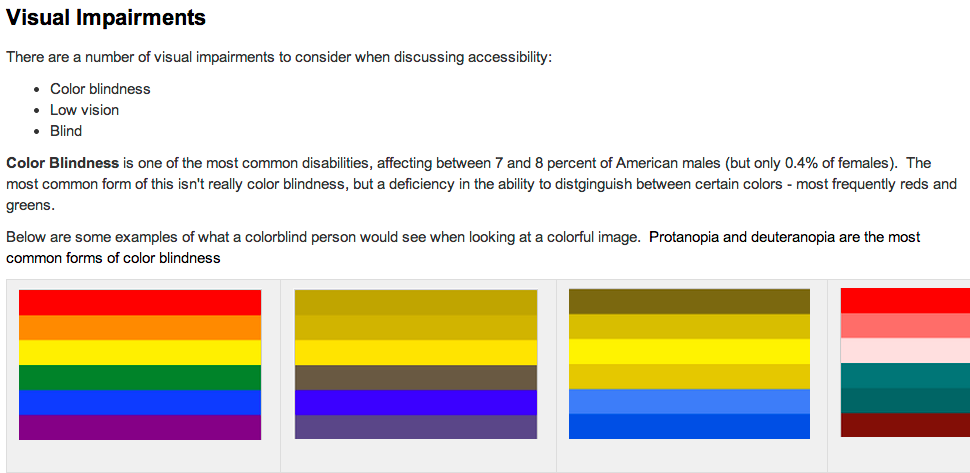 Visual Impairments
There are a number of visual impairments to consider when discussing accessibility:
• Color blindness
• Low vision
• Blind
Color Blindness is one of the most common disabilities, affecting between 7 and 8 percent of American males (but only 0.4% of females).  The
most common form of this isn't really color blindness, but a deficiency in the ability to distginguish between certain colors - most frequently reds and
greens.
Below are some examples of what a colorblind person would see when looking at a colorful image.  Protanopia and deuteranopia are the most
common forms of color blindness